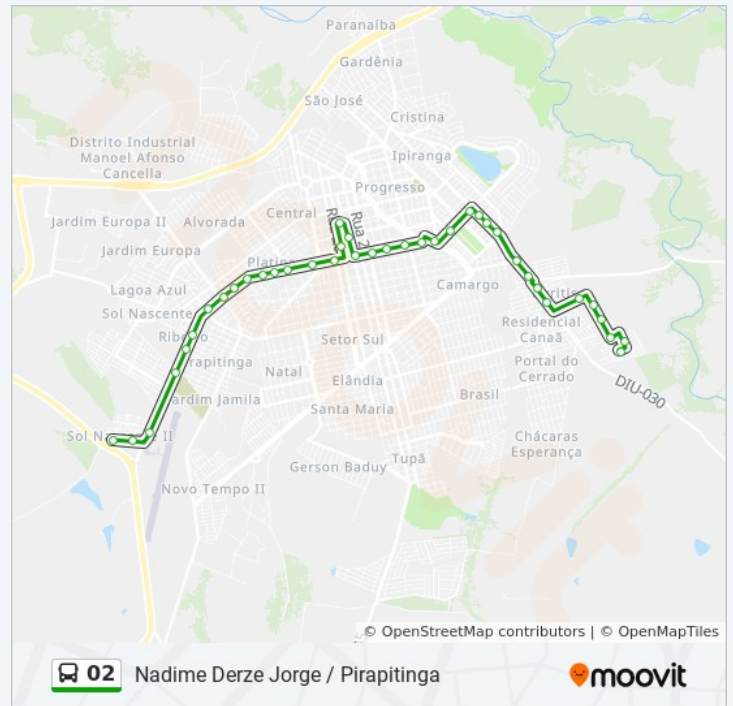 Paranaíba
Gardênia
São José
Cristina
Distrito Industrial
Manoel Afonso
Cancella
Ipiranga
Progresso
Jardim Europa II
Alvorada
Central
Rua 2
Jardim Europa
Lagoa Azul
Camargo
Sol Nascente
Residencial
Canaã
Setor Sul
Portal do
Cerrado
Natal
Elândia
DIU-030
Brasil
Santa Maria
Chácaras
Esperança
Tupã
Gerson Baduy
Novo Tempo II
© OpenStreetMap contributors | © OpenMapTiles
02 Nadime Derze Jorge / Pirapitinga
moovit